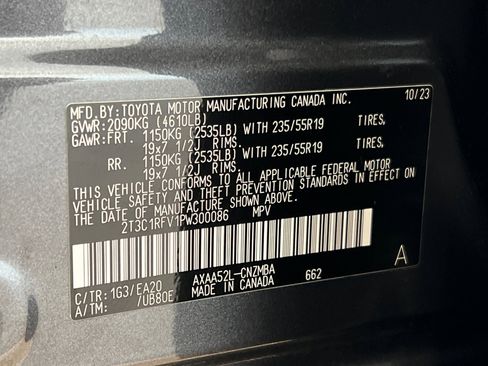 MFD.BY:TOYOTA MOTOR MANUFACTURING CANADA INC. 10/23
GVWR:2090KG (4610LB)
GAWR:FRT. 1150KG (2535LB) WITH 235/55R19 TIRES,
19x7 1/2J RIMS.
RR. 1150KG (2535LB) WITH 235/55R19 TIRES,
19x7 1/2J RIMS.
THIS VEHICLE CONFORMS TO ALL APPLICABLE FEDERAL MOTOR
VEHICLE SAFETY AND THEFT PREVENTION STANDARDS IN EFFECT
ON THE DATE OF MANUFACTURE SHOWN ABOVE.
2T3C1RFV1PW300086 MPV
AXAA52L-CNZMBA A
C/TR:1G3/EA20 MADE IN CANADA 662
A/TM: /UB80E